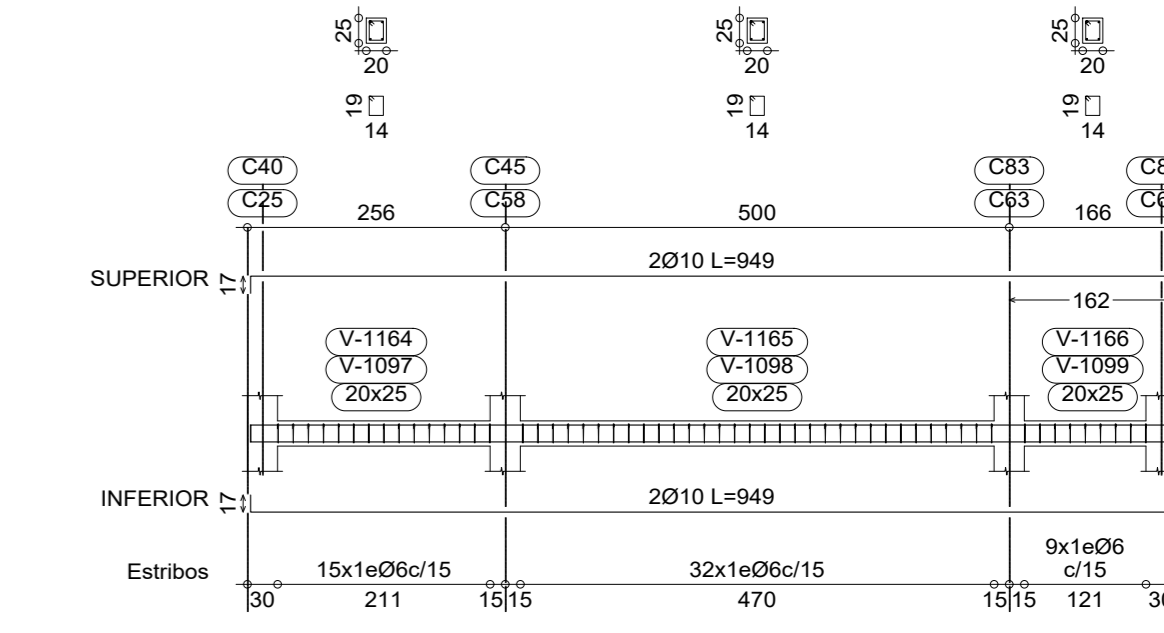 25 25 25
20 20 20
19 19 19
14 14 14
C40 C45 C83
C25 C58 C63
256 500 166
2Ø10 L=949
SUPERIOR 17
162
V-1164 V-1165 V-1166
V-1097 V-1098 V-1099
20x25 20x25 20x25
INFERIOR 17 2Ø10 L=949
9x1eØ6
Estribos 15x1eØ6c/15 32x1eØ6c/15 c/15
30 211 15 15 470 15 15 121